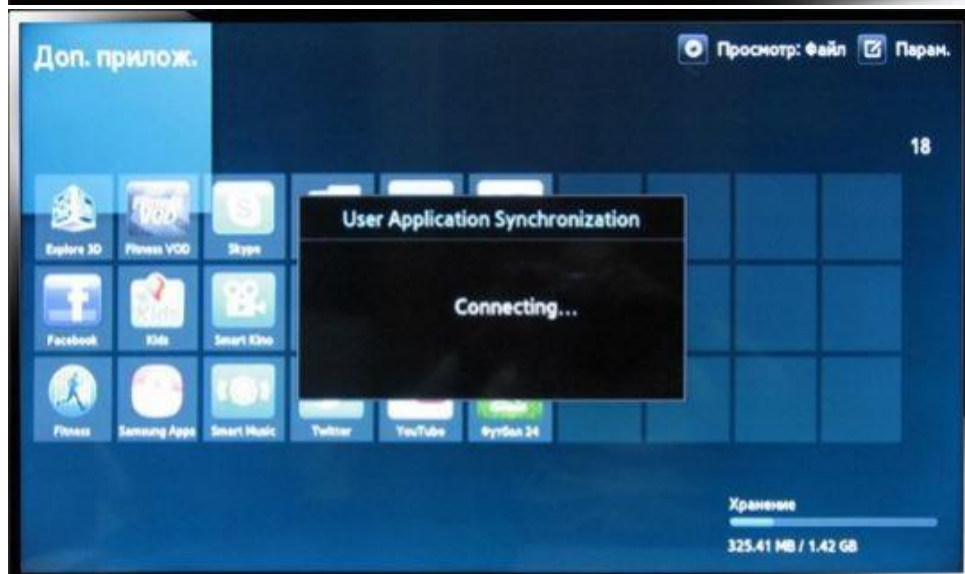 Доп. прилож.
Просмотр: Файл
Парам.
18
Explore 3D
Fitness VOD
Skype
User Application Synchronization
Connecting...
Facebook
Kids
Smart Kino
Fitness
Samsung Apps
Smart Music
Twitter
YouTube
Футбол 24
Хранение
325.41 MB / 1.42 GB